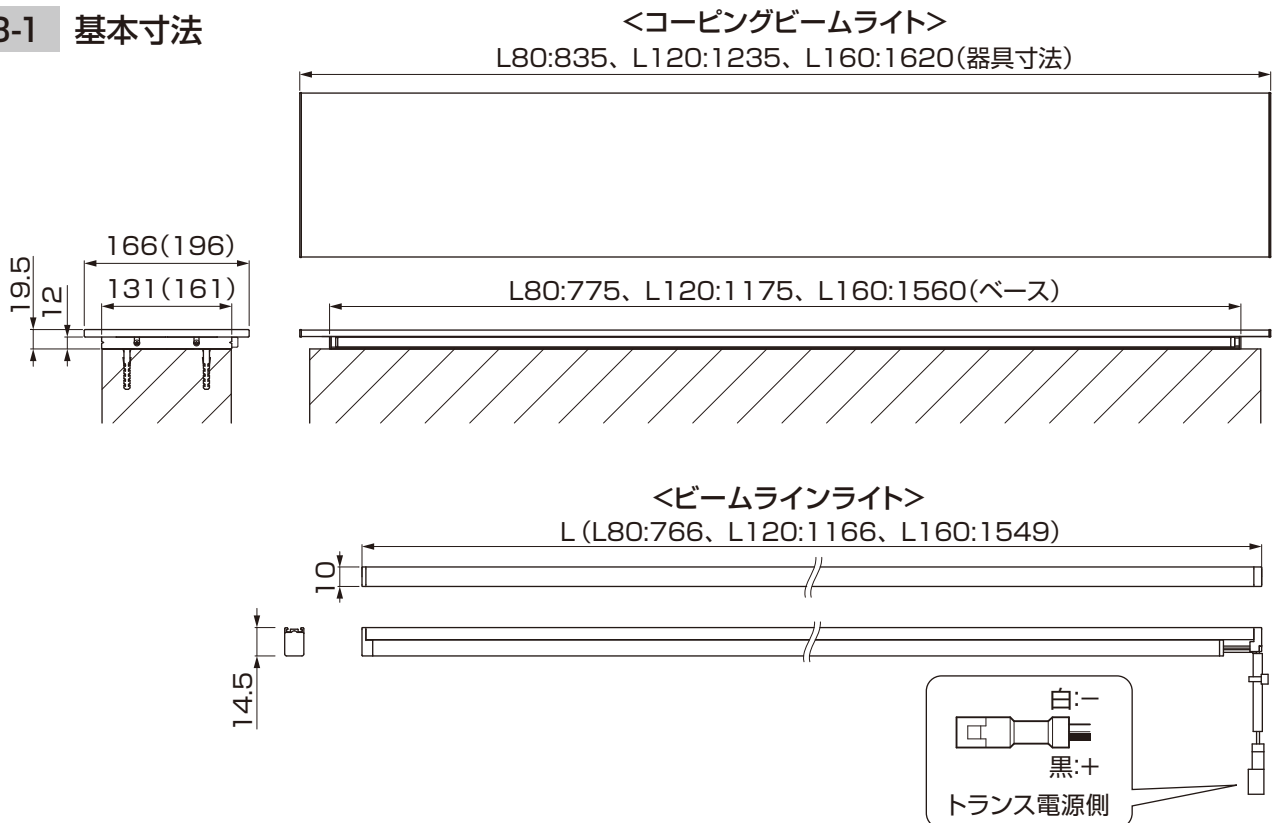 3-1 基本寸法
<コーピングビームライト>
L80:835、L120:1235、L160:1620(器具寸法)
166(196)
131(161)
19.5
12
L80:775、L120:1175、L160:1560(ベース)
<ビームラインライト>
L(L80:766、L120:1166、L160:1549)
10
14.5
白:−
黒:+
トランス電源側